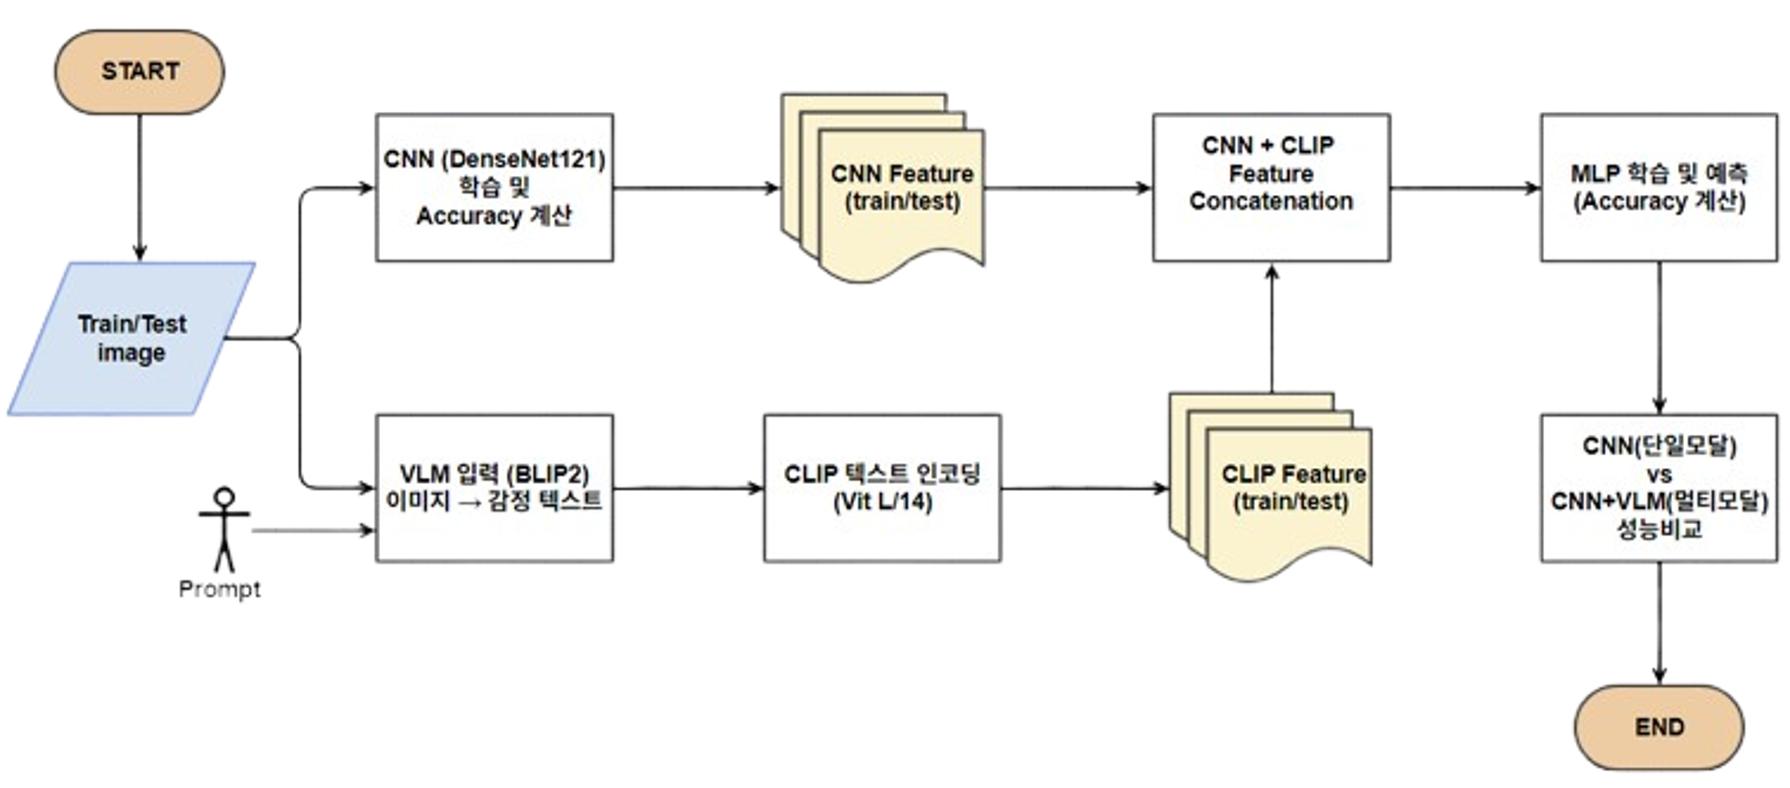 START
Train/Test
image
CNN (DenseNet121)
학습 및
Accuracy 계산
CNN Feature
(train/test)
CNN + CLIP
Feature
Concatenation
MLP 학습 및 예측
(Accuracy 계산)
Prompt
VLM 입력 (BLIP2)
이미지 → 감정 텍스트
CLIP 텍스트 인코딩
(Vit L/14)
CLIP Feature
(train/test)
CNN(단일모달)
vs
CNN+VLM(멀티모달)
성능비교
END